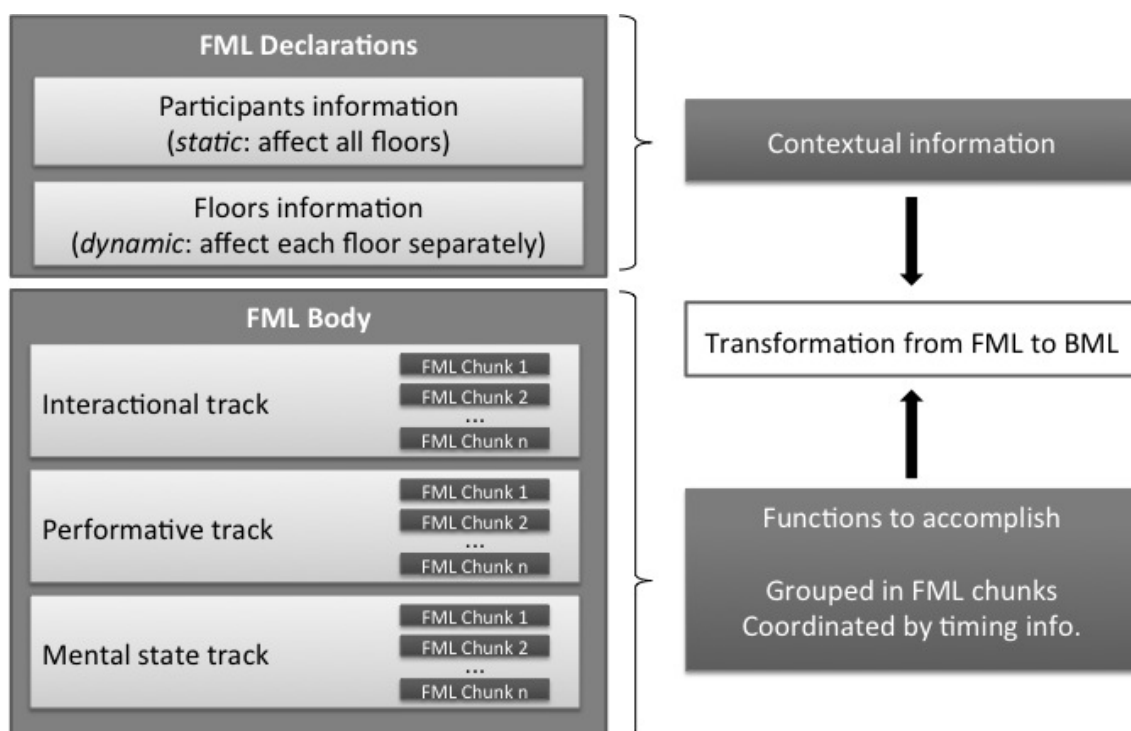 FML Declarations
Participants information
(static: affect all floors)
Floors information
(dynamic: affect each floor separately)
FML Body
Interactional track
FML Chunk 1
FML Chunk 2
...
FML Chunk n
Performative track
FML Chunk 1
FML Chunk 2
...
FML Chunk n
Mental state track
FML Chunk 1
FML Chunk 2
...
FML Chunk n
Contextual information
Transformation from FML to BML
Functions to accomplish
Grouped in FML chunks
Coordinated by timing info.